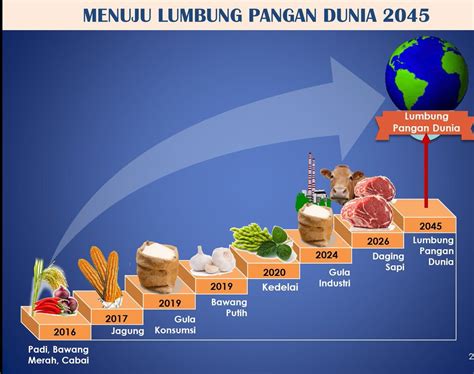 MENUJU LUMBUNG PANGAN DUNIA 2045
Lumbung
Pangan Dunia
2016
Padi, Bawang
Merah, Cabai
2017
Jagung
2019
Gula
Konsumsi
2019
Bawang
Putih
2020
Kedelai
2024
Gula
Industri
2026
Daging
Sapi
2045
Lumbung
Pangan
Dunia